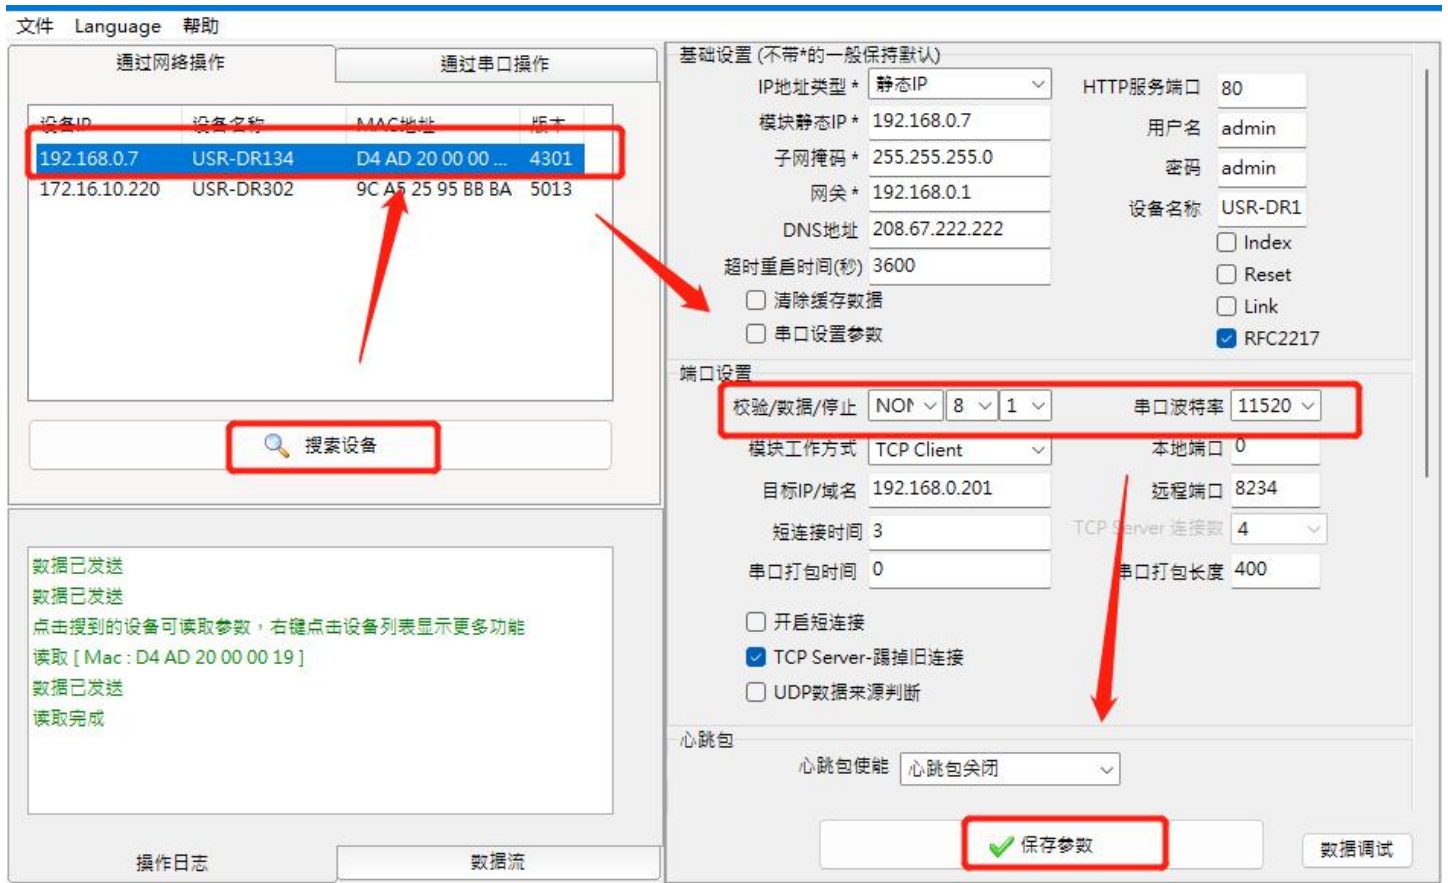 文件 Language 帮助
通过网络操作 通过串口操作
设备IP 设备名称 MAC地址 版本
192.168.0.7 USR-DR134 D4 AD 20 00 00 ... 4301
172.16.10.220 USR-DR302 9C A5 25 95 BB BA 5013
搜索设备
数据已发送
数据已发送
点击搜到的设备可读取参数，右键点击设备列表显示更多功能
读取 [ Mac : D4 AD 20 00 00 19 ]
数据已发送
读取完成
操作日志 数据流
基础设置 (不带*的一般保持默认)
IP地址类型 * 静态IP HTTP服务端口 80
模块静态IP * 192.168.0.7 用户名 admin
子网掩码 * 255.255.255.0 密码 admin
网关 * 192.168.0.1 设备名称 USR-DR1
DNS地址 208.67.222.222 Index
超时重启时间(秒) 3600 Reset
清除缓存数据 Link
串口设置参数 RFC2217
端口设置
校验/数据/停止 NON 8 1 串口波特率 11520
模块工作方式 TCP Client 本地端口 0
目标IP/域名 192.168.0.201 远程端口 8234
短连接时间 3 TCP Server 连接数 4
串口打包时间 0 串口打包长度 400
开启短连接
TCP Server-踢掉旧连接
UDP数据来源判断
心跳包
心跳包使能 心跳包关闭
保存参数 数据调试